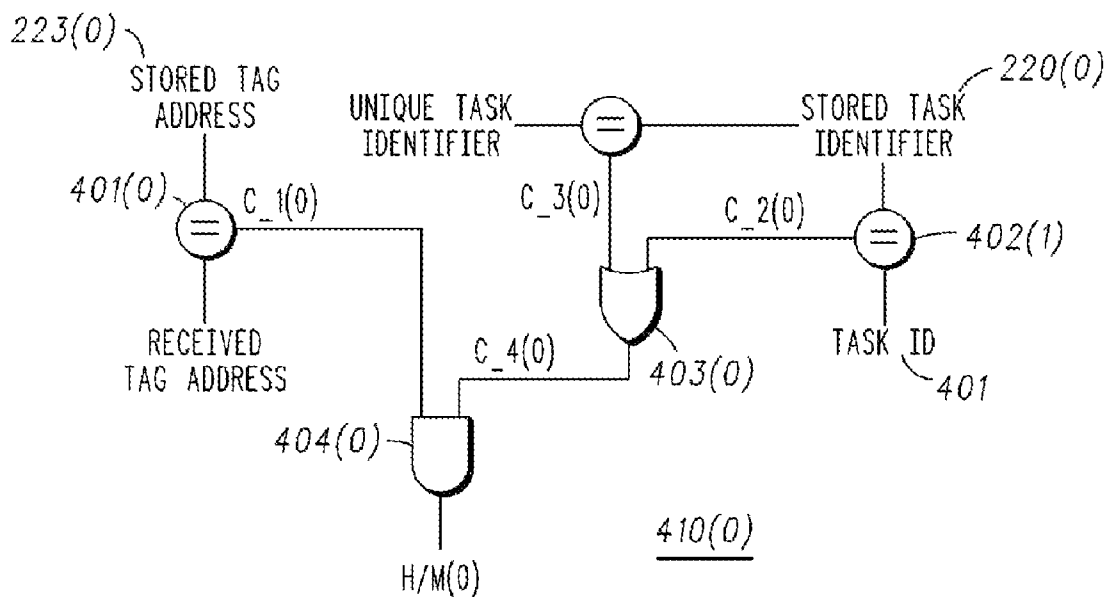 223(0)
STORED TAG
ADDRESS
UNIQUE TASK
IDENTIFIER
=
STORED TASK
IDENTIFIER
220(0)
401(0)
=
C_1(0)
C_3(0)
C_2(0)
=
402(1)
RECEIVED
TAG ADDRESS
TASK ID
401
C_4(0)
403(0)
404(0)
H/M(0)
410(0)